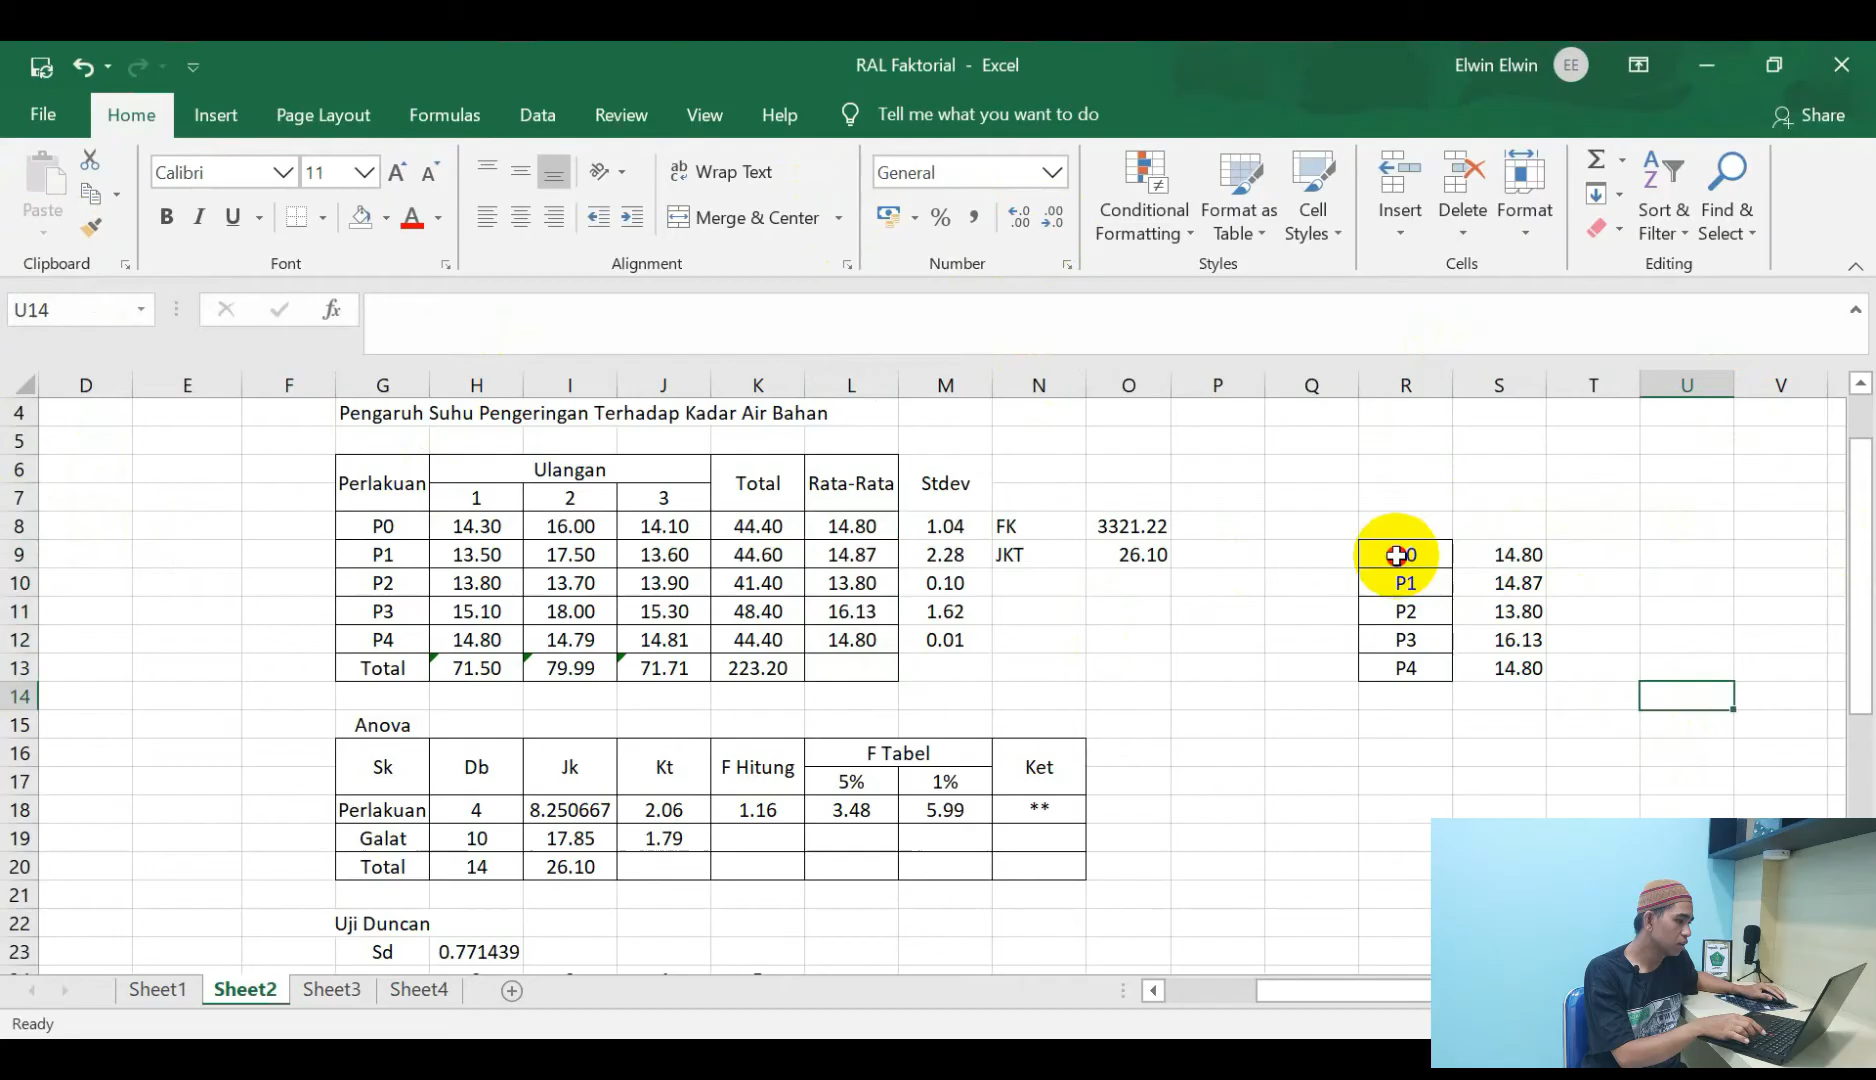 RAL Faktorial - Excel
Elwin Elwin EE
File Home Insert Page Layout Formulas Data Review View Help Tell me what you want to do Share
Paste
Clipboard
Calibri 11
B I U
Font
Wrap Text
Merge & Center
Alignment
General
Number
Conditional Formatting
Format as Table
Cell Styles
Styles
Insert Delete Format
Cells
Sort & Filter
Find & Select
Editing
U14 fx
D E F G H I J K L M N O P Q R S T U V
4 Pengaruh Suhu Pengeringan Terhadap Kadar Air Bahan
5
6 Perlakuan Ulangan Total Rata-Rata Stdev
7 1 2 3
8 P0 14.30 16.00 14.10 44.40 14.80 1.04 FK 3321.22
9 P1 13.50 17.50 13.60 44.60 14.87 2.28 JKT 26.10 0 14.80
10 P2 13.80 13.70 13.90 41.40 13.80 0.10 P1 14.87
11 P3 15.10 18.00 15.30 48.40 16.13 1.62 P2 13.80
12 P4 14.80 14.79 14.81 44.40 14.80 0.01 P3 16.13
13 Total 71.50 79.99 71.71 223.20 P4 14.80
14
15 Anova
16 Sk Db Jk Kt F Hitung F Tabel Ket
17 5% 1%
18 Perlakuan 4 8.250667 2.06 1.16 3.48 5.99 **
19 Galat 10 17.85 1.79
20 Total 14 26.10
21
22 Uji Duncan
23 Sd 0.771439
Sheet1 Sheet2 Sheet3 Sheet4
Ready